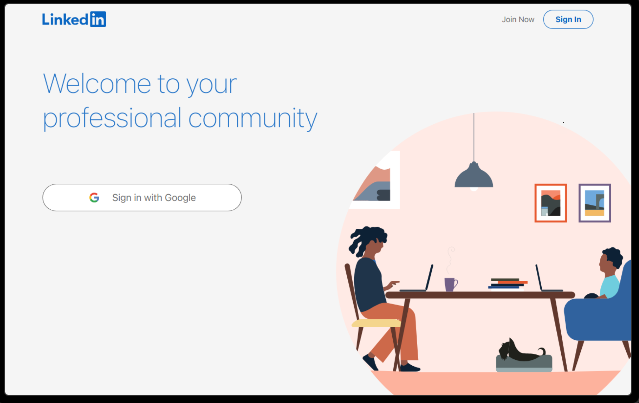 Linkedin
Join Now
Sign In
Welcome to your
professional community
Sign in with Google